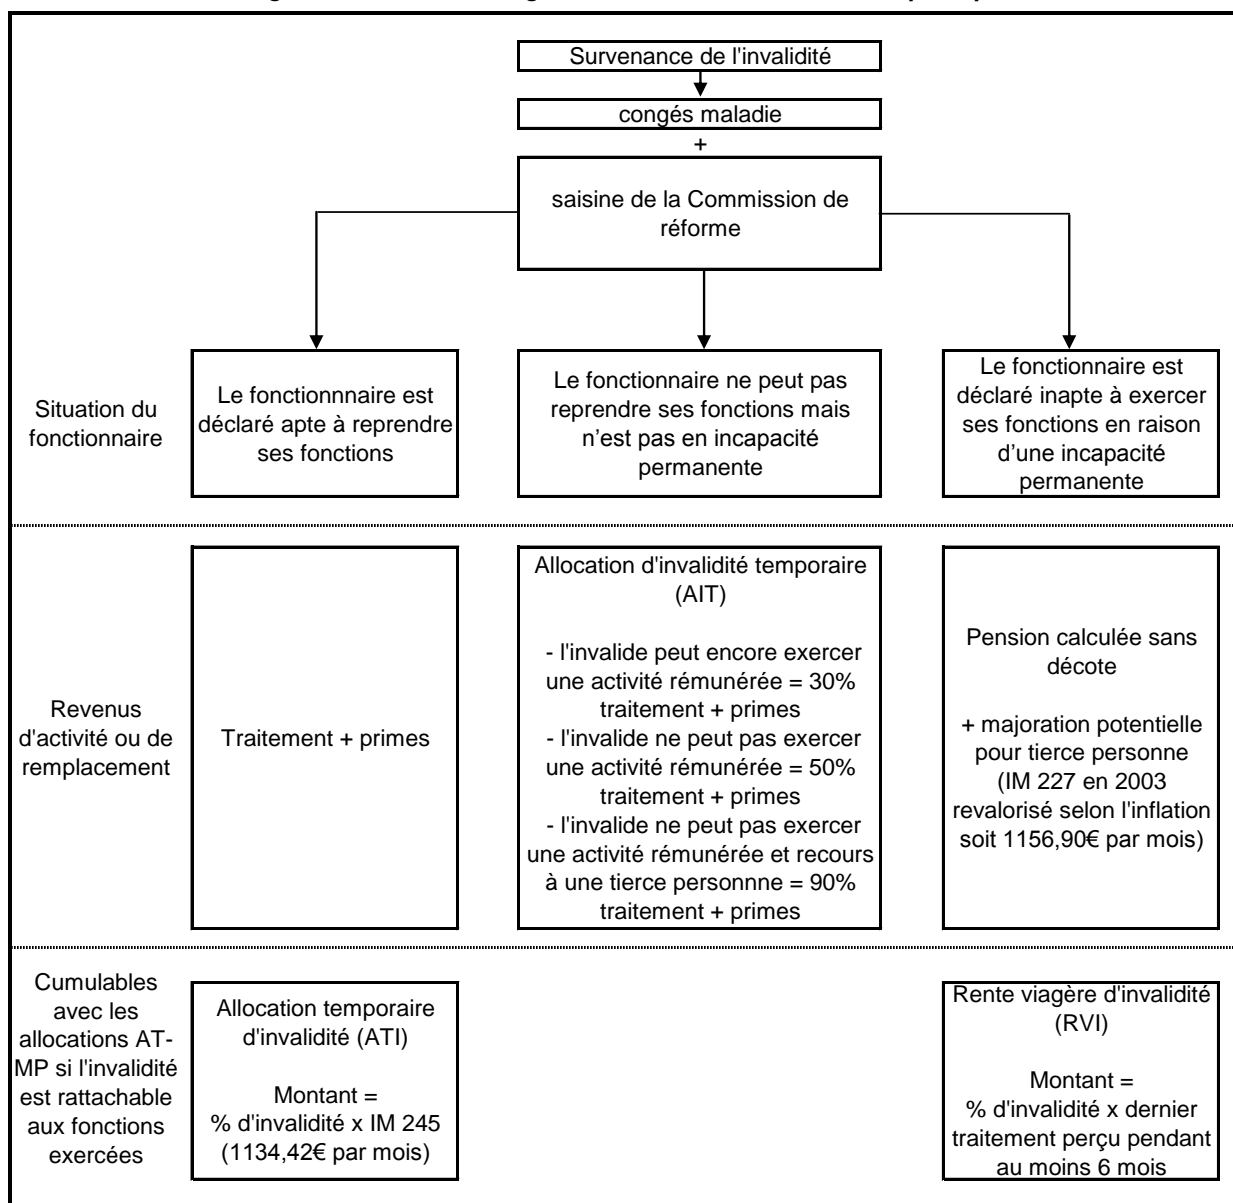 Survenance de l'invalidité
congés maladie
+
saisine de la Commission de
réforme
Situation du
fonctionnaire
Le fonctionnnaire est
déclaré apte à reprendre
ses fonctions
Le fonctionnaire ne peut pas
reprendre ses fonctions mais
n’est pas en incapacité
permanente
Le fonctionnaire est
déclaré inapte à exercer
ses fonctions en raison
d’une incapacité
permanente
Revenus
d'activité ou de
remplacement
Traitement + primes
Allocation d'invalidité temporaire
(AIT)
- l'invalide peut encore exercer
une activité rémunérée = 30%
traitement + primes
- l'invalide ne peut pas exercer
une activité rémunérée = 50%
traitement + primes
- l'invalide ne peut pas exercer
une activité rémunérée et recours
à une tierce personnne = 90%
traitement + primes
Pension calculée sans
décote
+ majoration potentielle
pour tierce personne
(IM 227 en 2003
revalorisé selon l'inflation
soit 1156,90€ par mois)
Cumulables
avec les
allocations AT-
MP si l'invalidité
est rattachable
aux fonctions
exercées
Allocation temporaire
d'invalidité (ATI)
Montant =
% d'invalidité x IM 245
(1134,42€ par mois)
Rente viagère d'invalidité
(RVI)
Montant =
% d'invalidité x dernier
traitement perçu pendant
au moins 6 mois